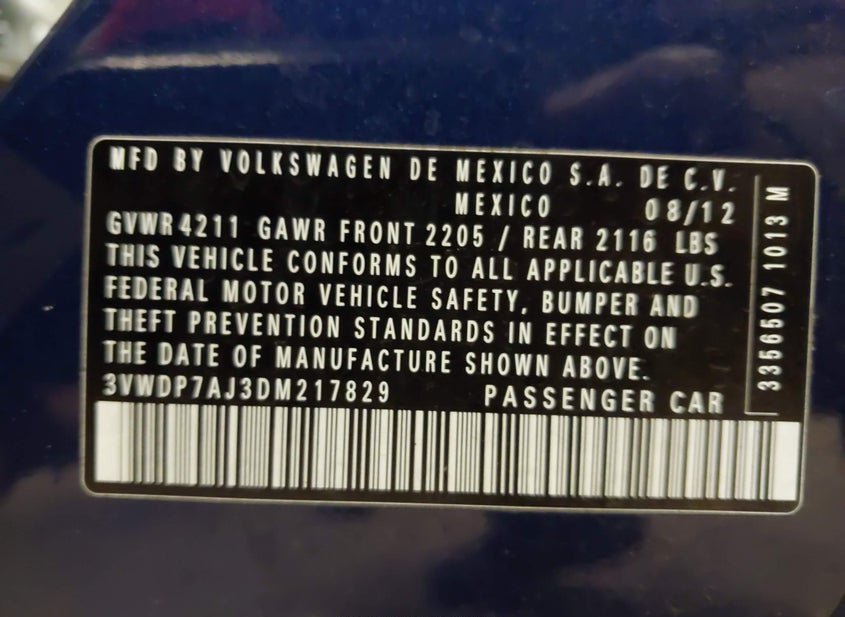 MFD BY VOLKSWAGEN DE MEXICO S.A. DE C.V.
MEXICO 08/12
GVWR 4211 GAWR FRONT 2205 / REAR 2116 LBS
THIS VEHICLE CONFORMS TO ALL APPLICABLE U.S.
FEDERAL MOTOR VEHICLE SAFETY, BUMPER AND
THEFT PREVENTION STANDARDS IN EFFECT ON
THE DATE OF MANUFACTURE SHOWN ABOVE.
3VWDP7AJ3DM217829 PASSENGER CAR
3356507 1013 M